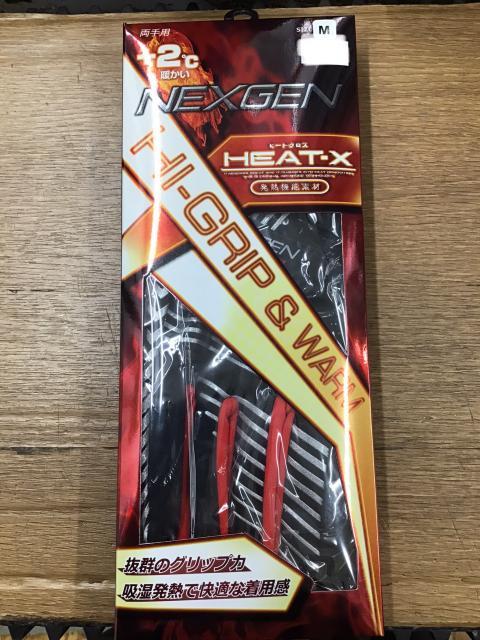 両手用
SIZE M
+2℃
暖かい
NEXGEN
ヒートクロス
HEAT-X
発熱機能素材
HI-GRIP & WARM
抜群のグリップ力
吸湿発熱で快適な着用感